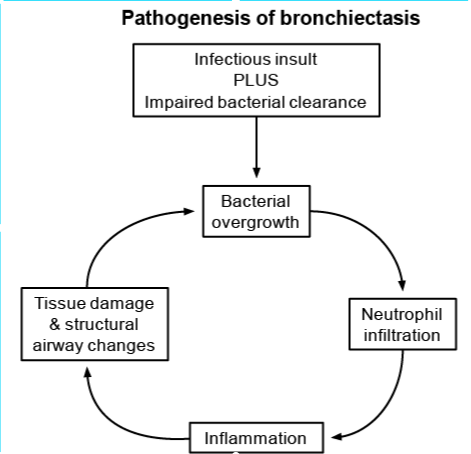 Pathogenesis of bronchiectasis
Infectious insult
PLUS
Impaired bacterial clearance
Bacterial
overgrowth
Neutrophil
infiltration
Inflammation
Tissue damage
& structural
airway changes